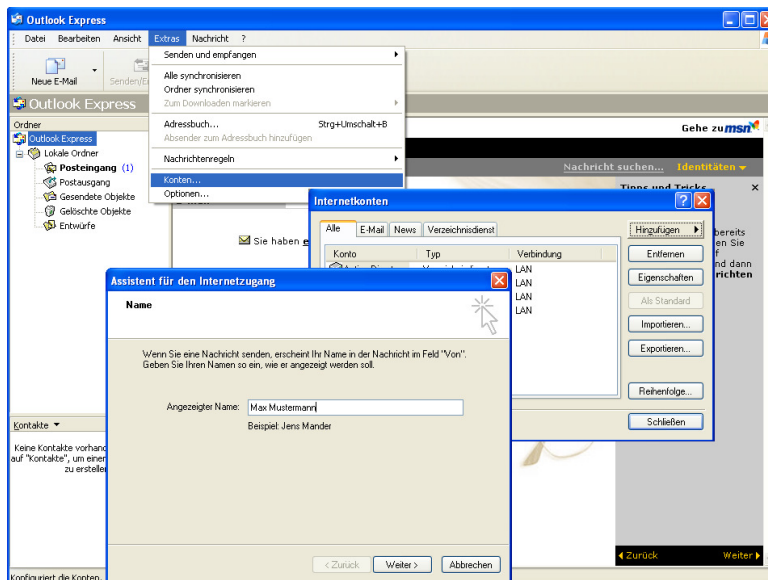 Outlook Express
Datei Bearbeiten Ansicht Extras Nachricht ?
Neue E-Mail
Senden und empfangen
Alle synchronisieren
Ordner synchronisieren
Zum Downloaden markieren
Adressbuch... Strg+Umschalt+B
Absender zum Adressbuch hinzufügen
Nachrichtenregeln
Konten...
Optionen...
Outlook Express
Ordner
Outlook Express
Lokale Ordner
Posteingang (1)
Postausgang
Gesendete Objekte
Gelöschte Objekte
Entwürfe
Gehe zu msn
Nachricht suchen... Identitäten
Tipps und Tricks
Sie haben
bereits
en Sie
f
nd dann
richten
Internetkonten
Alle E-Mail News Verzeichnisdienst
Konto Typ Verbindung
LAN
LAN
LAN
LAN
Hinzufügen
Entfernen
Eigenschaften
Als Standard
Importieren...
Exportieren...
Reihenfolge...
Schließen
Assistent für den Internetzugang
Name
Wenn Sie eine Nachricht senden, erscheint Ihr Name in der Nachricht im Feld "Von".
Geben Sie Ihren Namen so ein, wie er angezeigt werden soll.
Angezeigter Name: Max Mustermann
Beispiel: Jens Mander
< Zurück Weiter > Abbrechen
Kontakte
Keine Kontakte
auf "Kontakte", um
zu
Zurück Weiter
Konfiguriert die Konten.